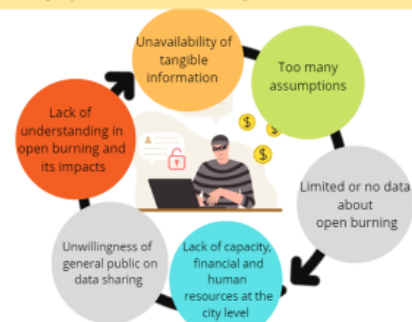 Unavailability of
tangible
information
Too many
assumptions
Limited or no data
about
open burning
Lack of capacity,
financial and
human
resources at the
city level
Unwillingness of
general public on
data sharing
Lack of
understanding in
open burning and
its impacts